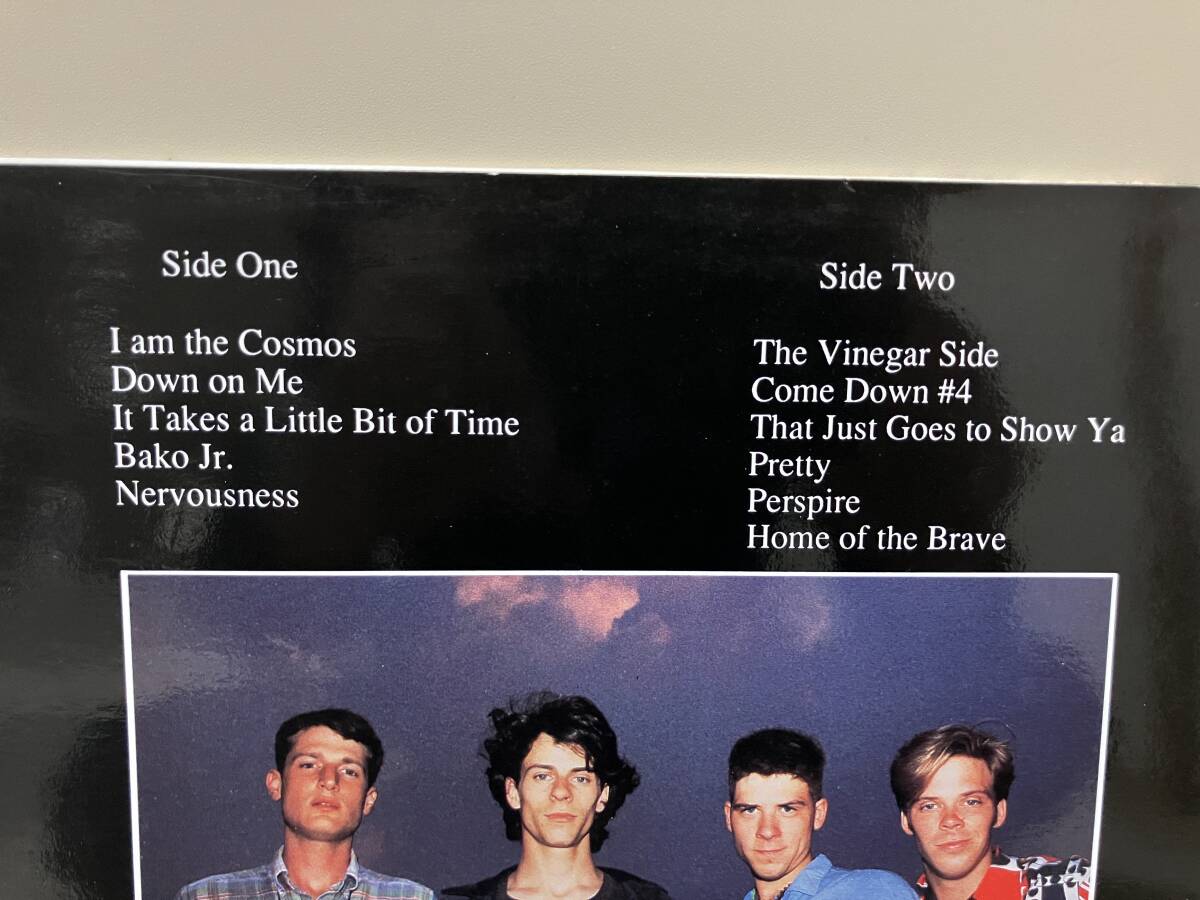 Side One
I am the Cosmos
Down on Me
It Takes a Little Bit of Time
Bako Jr.
Nervousness
Side Two
The Vinegar Side
Come Down #4
That Just Goes to Show Ya
Pretty
Perspire
Home of the Brave